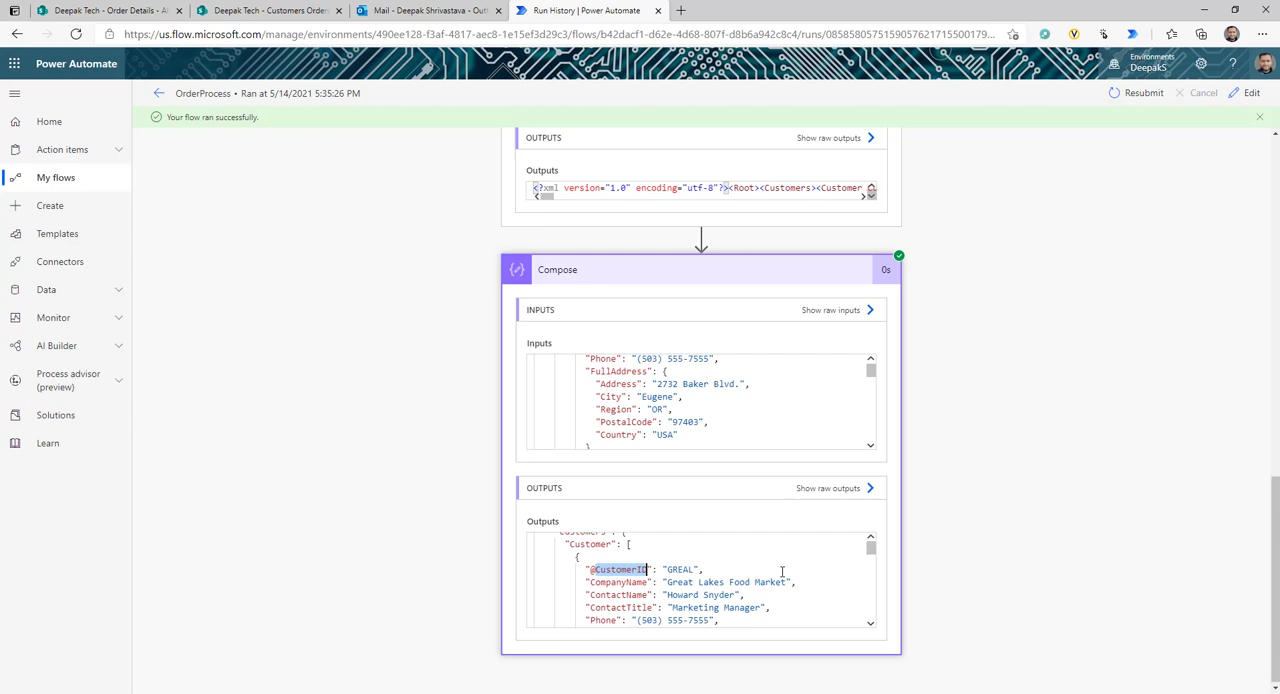 Deepak Tech - Order Details - Al
Deepak Tech - Customers Orders
Mail - Deepak Shrivastava - Outl
Run History | Power Automate
https://us.flow.microsoft.com/manage/environments/490ee128-f3af-4817-aec8-1e15ef3d29c3/flows/b42dacf1-d62e-4d68-807f-d8b6a942c8c4/runs/08585805751590576217155001​79...
Power Automate
Environments
DeepakS
OrderProcess • Ran at 5/14/2021 5:35:26 PM
Resubmit
Cancel
Edit
Your flow ran successfully.
Home
Action items
My flows
Create
Templates
Connectors
Data
Monitor
AI Builder
Process advisor
(preview)
Solutions
Learn
OUTPUTS
Show raw outputs
Outputs
<?xml version="1.0" encoding="utf-8"?><Root><Customers><Customer
Compose
0s
INPUTS
Show raw inputs
Inputs
"Phone": "(503) 555-7555",
"FullAddress": {
"Address": "2732 Baker Blvd.",
"City": "Eugene",
"Region": "OR",
"PostalCode": "97403",
"Country": "USA"
}
OUTPUTS
Show raw outputs
Outputs
"Customers": {
"Customer": [
{
"@CustomerID": "GREAL",
"CompanyName": "Great Lakes Food Market",
"ContactName": "Howard Snyder",
"ContactTitle": "Marketing Manager",
"Phone": "(503) 555-7555",